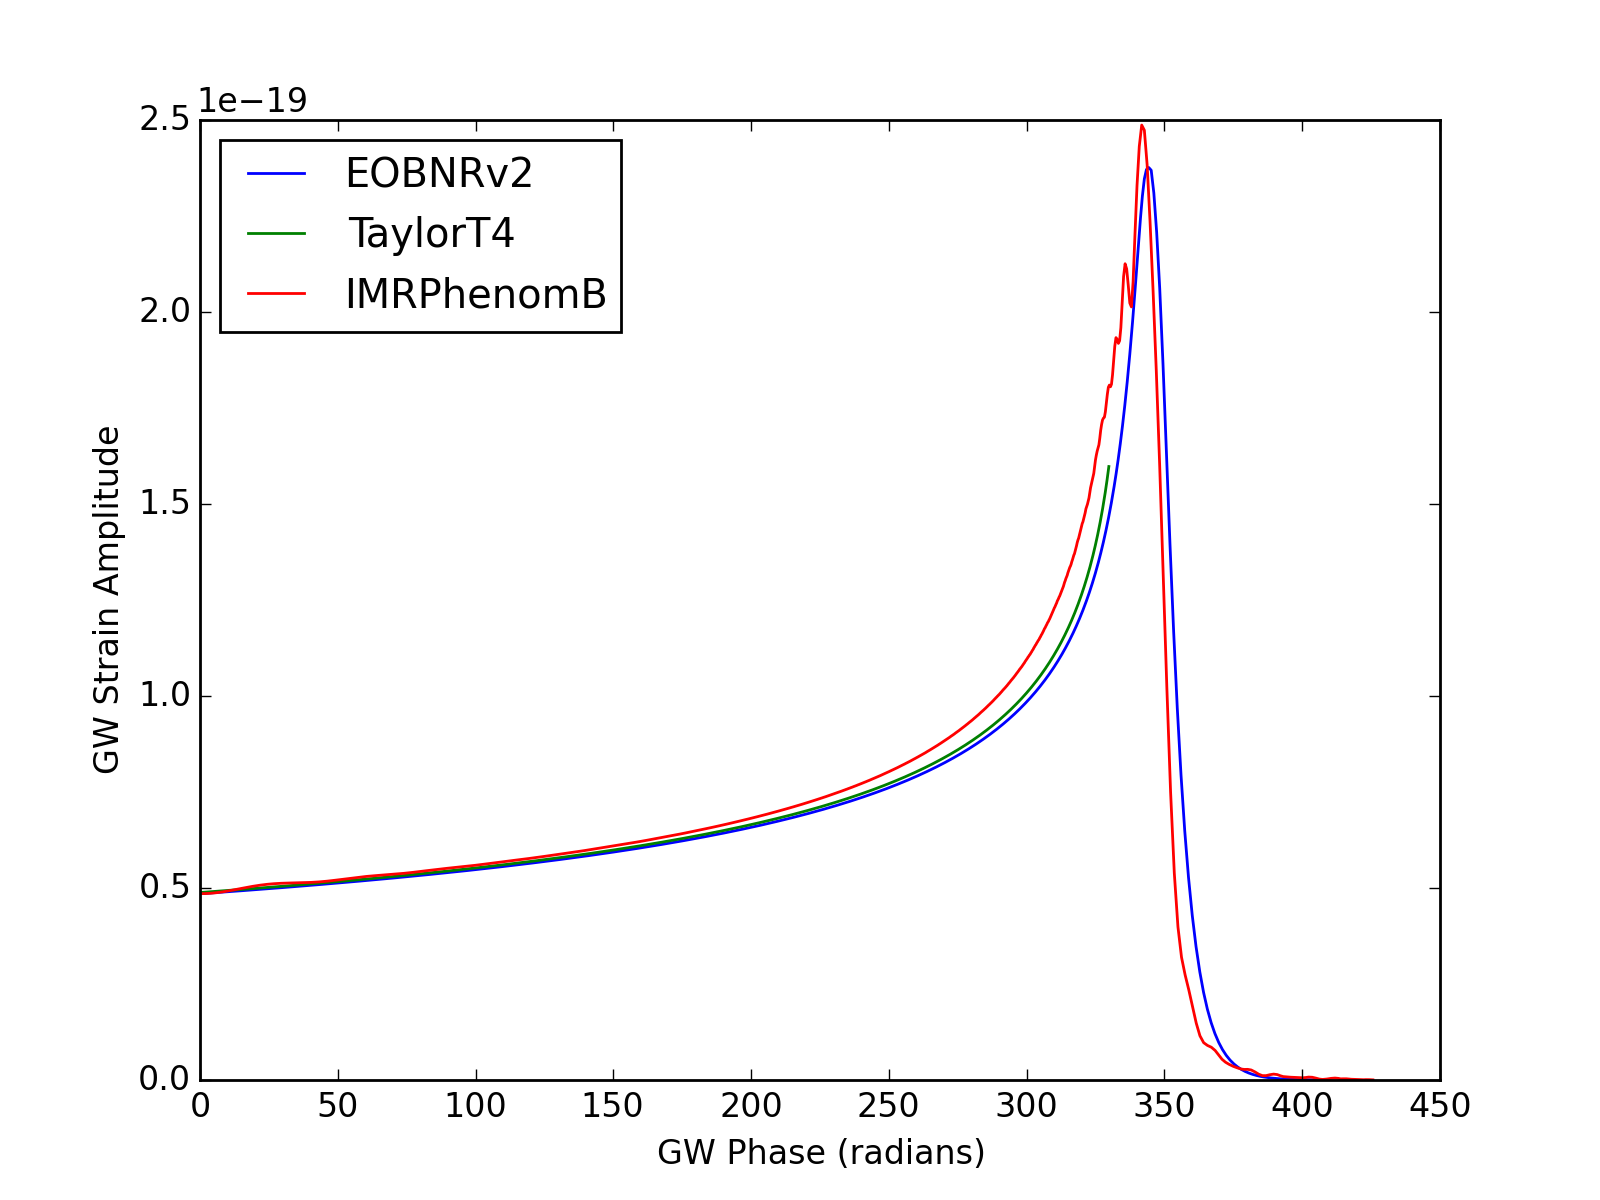 1e−19
2.5
2.0
1.5
1.0
0.5
0.0
GW Strain Amplitude
EOBNRv2
TaylorT4
IMRPhenomB
0 50 100 150 200 250 300 350 400 450
GW Phase (radians)